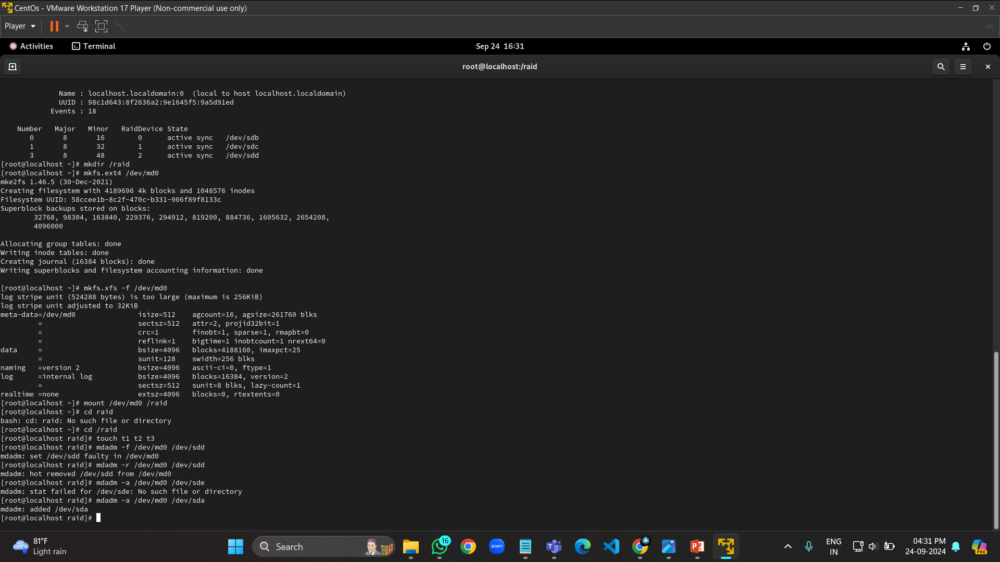 CentOs - VMware Workstation 17 Player (Non-commercial use only)
Player
Activities
Terminal
Sep 24 16:31
root@localhost:/raid
Name : localhost.localdomain:0  (local to host localhost.localdomain)
UUID : 98c1d643:8f2636a2:9e1645f5:9a5d91ed
Events : 18
Number   Major   Minor   RaidDevice State
0       8       16        0      active sync   /dev/sdb
1       8       32        1      active sync   /dev/sdc
3       8       48        2      active sync   /dev/sdd
[root@localhost ~]# mkdir /raid
[root@localhost ~]# mkfs.ext4 /dev/md0
mke2fs 1.46.5 (30-Dec-2021)
Creating filesystem with 4189696 4k blocks and 1048576 inodes
Filesystem UUID: 58ccee1b-8c2f-470c-b331-906f89f8133c
Superblock backups stored on blocks:
32768, 98304, 163840, 229376, 294912, 819200, 884736, 1605632, 2654208,
4096000
Allocating group tables: done
Writing inode tables: done
Creating journal (16384 blocks): done
Writing superblocks and filesystem accounting information: done
[root@localhost ~]# mkfs.xfs -f /dev/md0
log stripe unit (524288 bytes) is too large (maximum is 256KiB)
log stripe unit adjusted to 32KiB
meta-data=/dev/md0               isize=512    agcount=16, agsize=261760 blks
=                       sectsz=512   attr=2, projid32bit=1
=                       crc=1        finobt=1, sparse=1, rmapbt=0
=                       reflink=1    bigtime=1 inobtcount=1 nrext64=0
data     =                       bsize=4096   blocks=4188160, imaxpct=25
=                       sunit=128    swidth=256 blks
naming   =version 2              bsize=4096   ascii-ci=0, ftype=1
log      =internal log           bsize=4096   blocks=16384, version=2
=                       sectsz=512   sunit=8 blks, lazy-count=1
realtime =none                   extsz=4096   blocks=0, rtextents=0
[root@localhost ~]# mount /dev/md0 /raid
[root@localhost ~]# cd raid
bash: cd: raid: No such file or directory
[root@localhost ~]# cd /raid
[root@localhost raid]# touch t1 t2 t3
[root@localhost raid]# mdadm -f /dev/md0 /dev/sdd
mdadm: set /dev/sdd faulty in /dev/md0
[root@localhost raid]# mdadm -r /dev/md0 /dev/sdd
mdadm: hot removed /dev/sdd from /dev/md0
[root@localhost raid]# mdadm -a /dev/md0 /dev/sde
mdadm: stat failed for /dev/sde: No such file or directory
[root@localhost raid]# mdadm -a /dev/md0 /dev/sda
mdadm: added /dev/sda
[root@localhost raid]#
81°F
Light rain
Search
16
zoom
ENG
IN
04:31 PM
24-09-2024
PRE